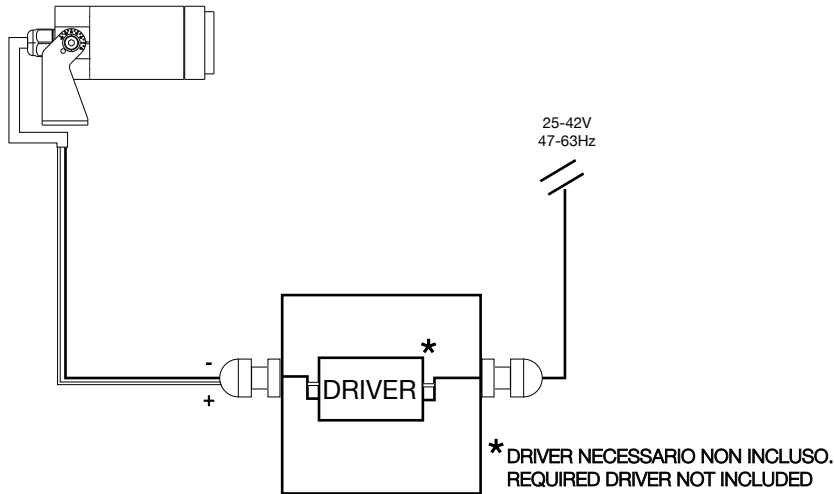 25-42V
47-63Hz
-
+
*
DRIVER
* DRIVER NECESSARIO NON INCLUSO.
REQUIRED DRIVER NOT INCLUDED